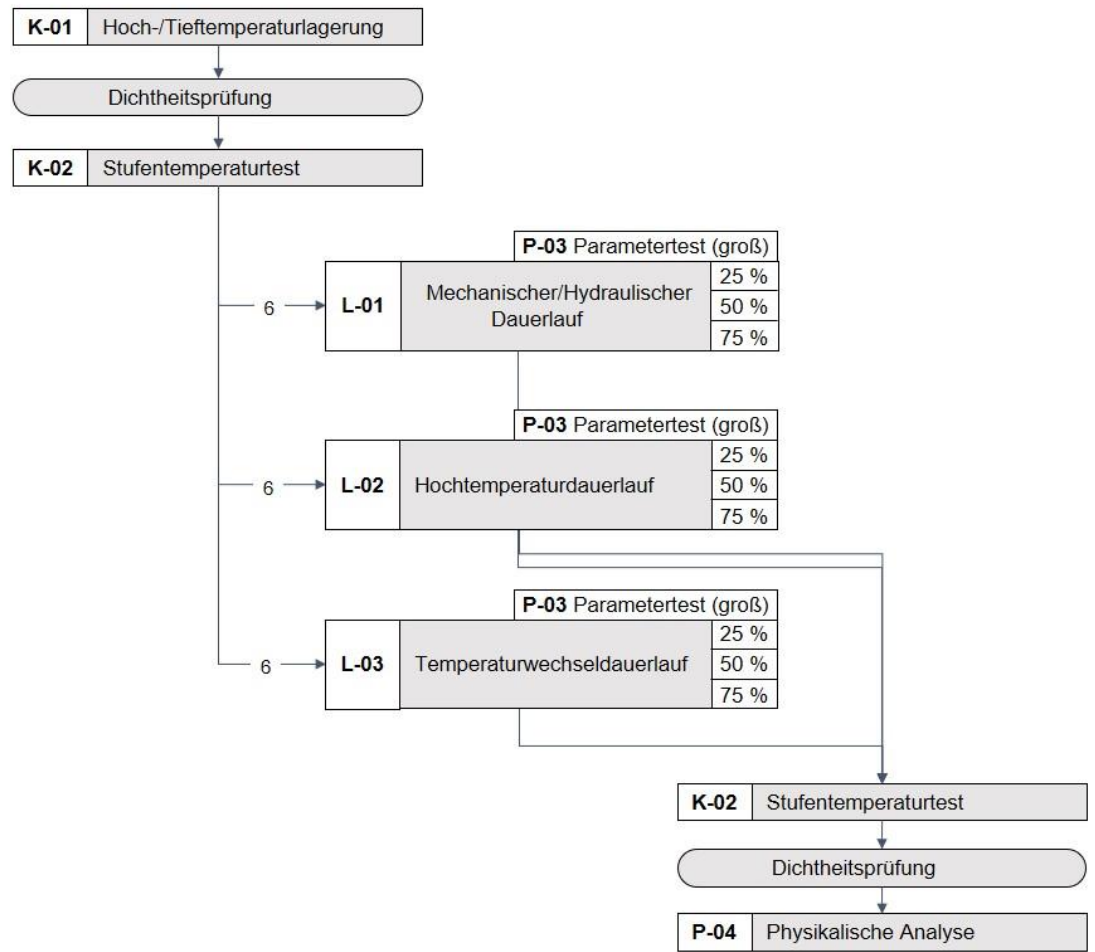 K-01 Hoch-/Tieftemperaturlagerung
Dichtheitsprüfung
K-02 Stufentemperaturtest
P-03 Parametertest (groß)
6 L-01 Mechanischer/Hydraulischer
Dauerlauf
25 %
50 %
75 %
P-03 Parametertest (groß)
6 L-02 Hochtemperaturdauerlauf
25 %
50 %
75 %
P-03 Parametertest (groß)
6 L-03 Temperaturwechseldauerlauf
25 %
50 %
75 %
K-02 Stufentemperaturtest
Dichtheitsprüfung
P-04 Physikalische Analyse